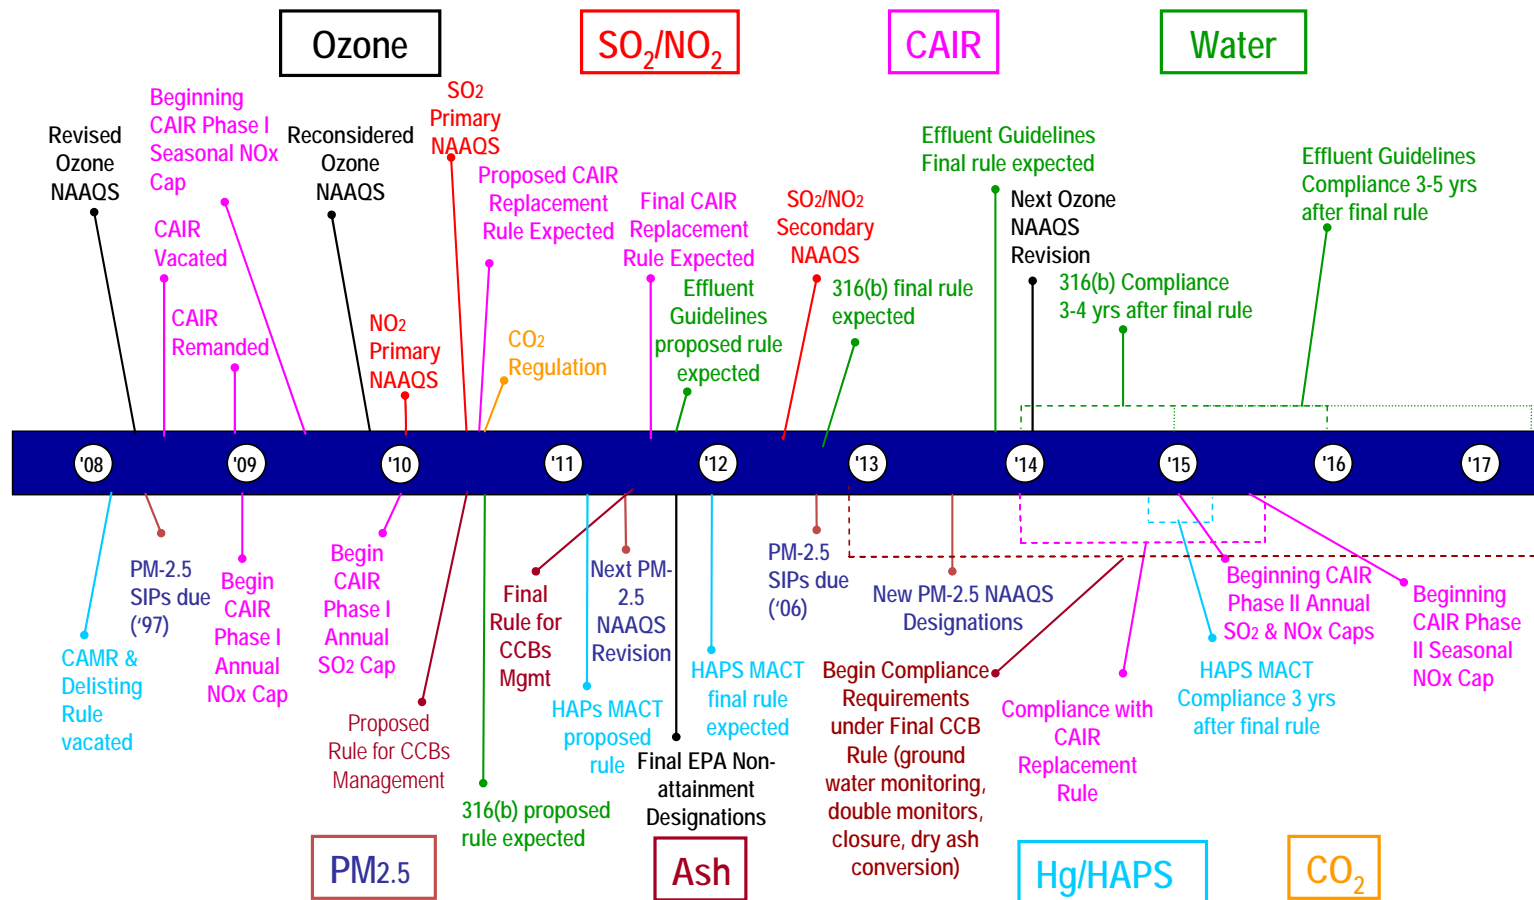 Ozone
SO2/NO2
CAIR
Water
Revised
Ozone
NAAQS
Beginning
CAIR Phase I
Seasonal NOx
Cap
CAIR
Vacated
CAIR
Remanded
Reconsidered
Ozone
NAAQS
NO2
Primary
NAAQS
SO2
Primary
NAAQS
Proposed CAIR
Replacement
Rule Expected
CO2
Regulation
Final CAIR
Replacement
Rule Expected
Effluent
Guidelines
proposed rule
expected
SO2/NO2
Secondary
NAAQS
316(b) final rule
expected
Effluent Guidelines
Final rule expected
Next Ozone
NAAQS
Revision
316(b) Compliance
3-4 yrs after final rule
Effluent Guidelines
Compliance 3-5 yrs
after final rule
'08
'09
'10
'11
'12
'13
'14
'15
'16
'17
CAMR &
Delisting
Rule
vacated
PM-2.5
SIPs due
('97)
Begin
CAIR
Phase I
Annual
NOx Cap
Begin
CAIR
Phase I
Annual
SO2 Cap
Proposed
Rule for CCBs
Management
316(b) proposed
rule expected
Final
Rule for
CCBs
Mgmt
HAPs MACT
proposed
rule
Next PM-
2.5
NAAQS
Revision
Final EPA Non-
attainment
Designations
HAPS MACT
final rule
expected
PM-2.5
SIPs due
('06)
New PM-2.5 NAAQS
Designations
Begin Compliance
Requirements
under Final CCB
Rule (ground
water monitoring,
double monitors,
closure, dry ash
conversion)
Compliance with
CAIR
Replacement
Rule
HAPS MACT
Compliance 3 yrs
after final rule
Beginning CAIR
Phase II Annual
SO2 & NOx Caps
Beginning
CAIR Phase
II Seasonal
NOx Cap
PM2.5
Ash
Hg/HAPS
CO2